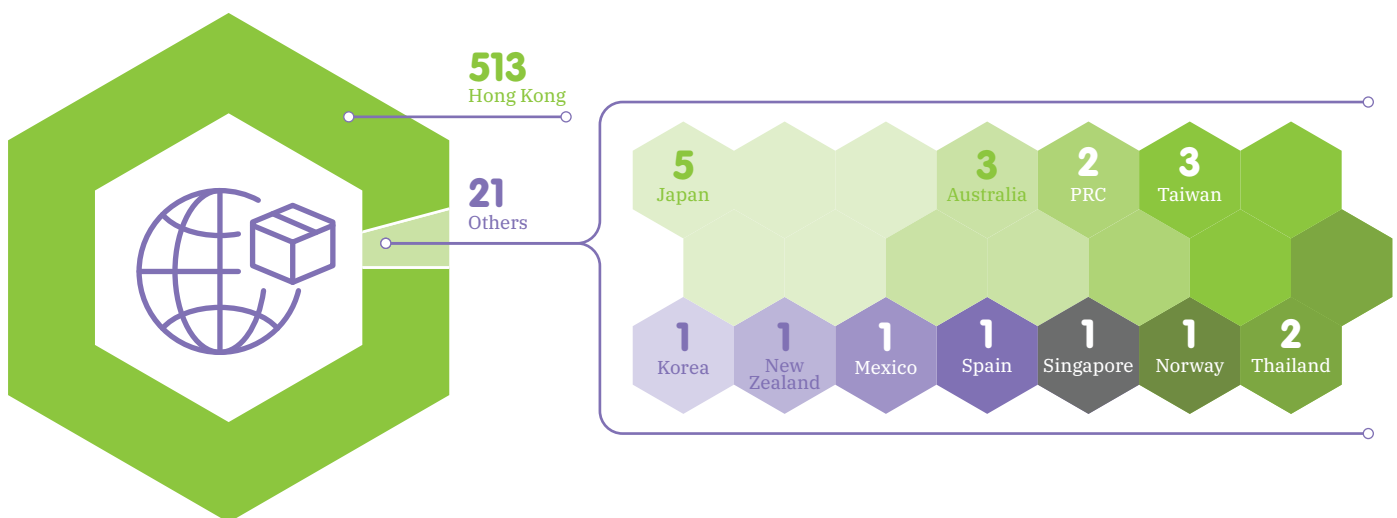 513
Hong Kong
21
Others
5
Japan
3
Australia
2
PRC
3
Taiwan
1
Korea
1
New
Zealand
1
Mexico
1
Spain
1
Singapore
1
Norway
2
Thailand